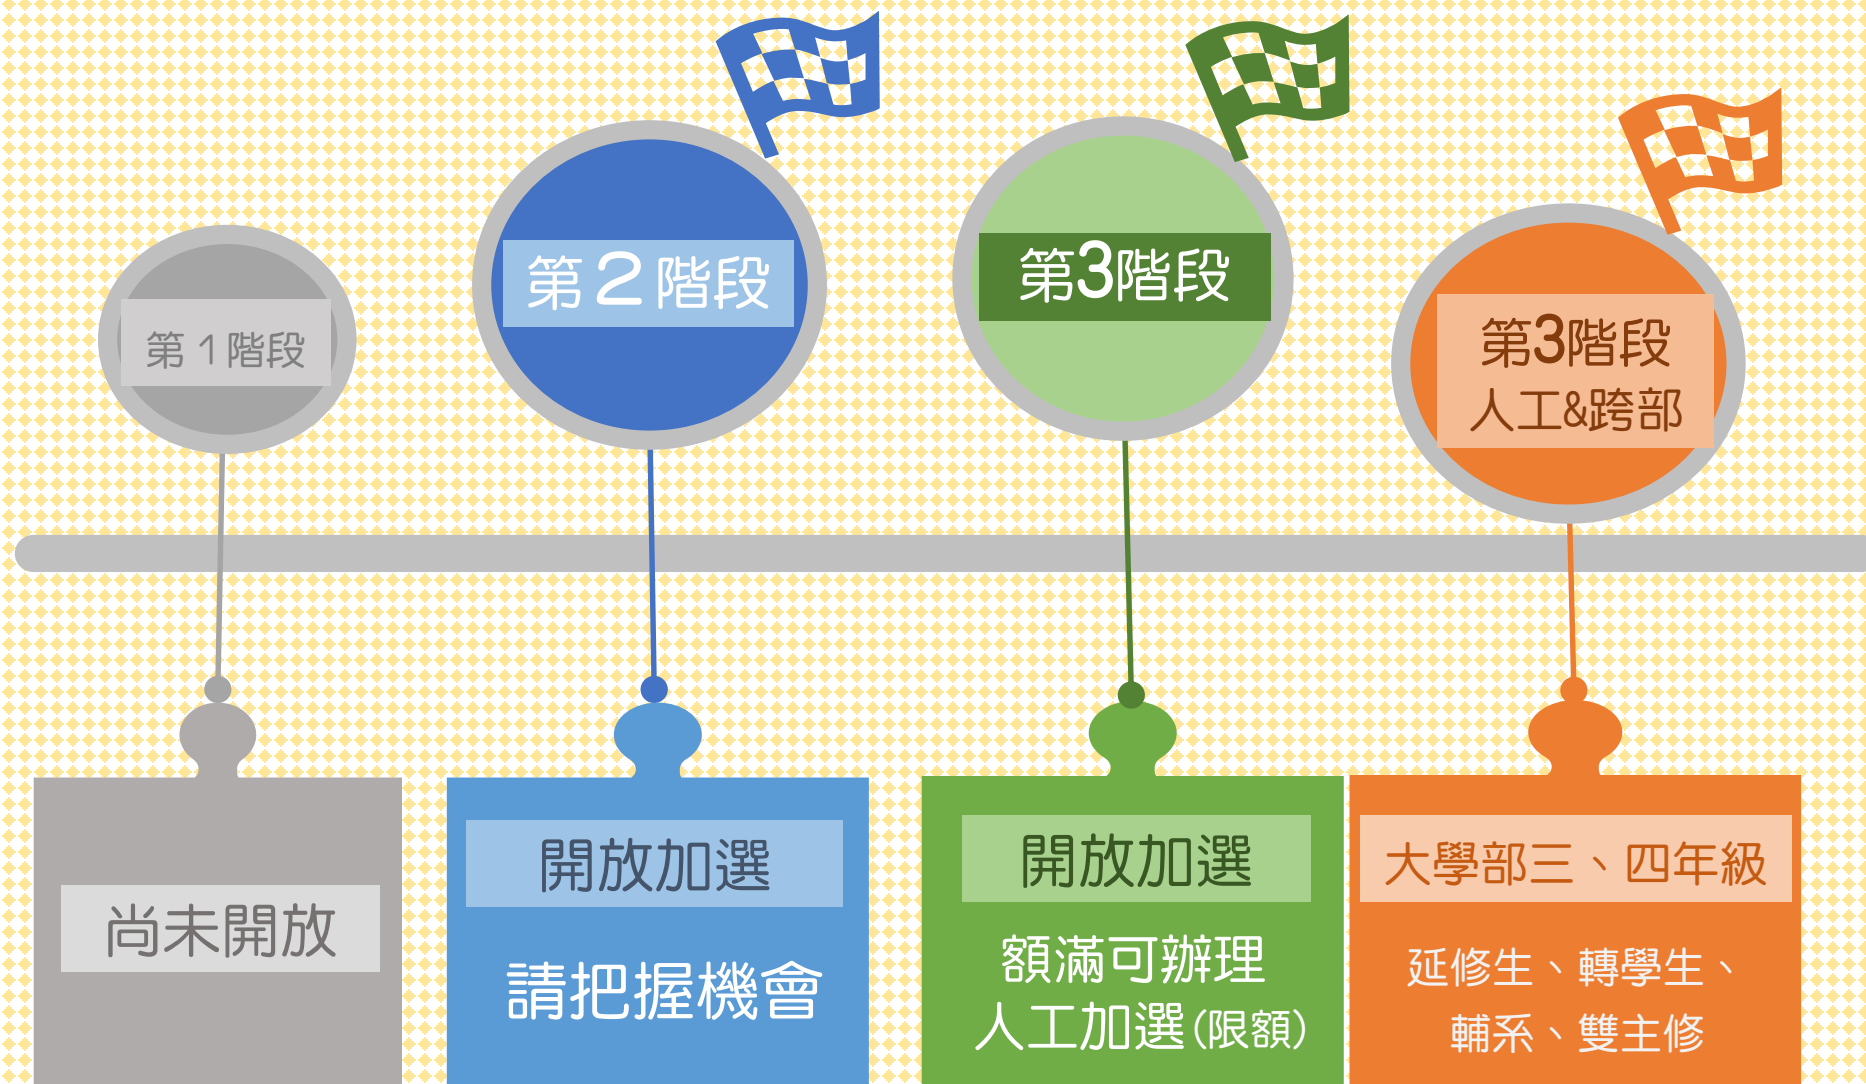 第1階段
第2階段
第3階段
第3階段
人工&跨部
尚未開放
開放加選
請把握機會
開放加選
額滿可辦理
人工加選(限額)
大學部三、四年級
延修生、轉學生、
輔系、雙主修